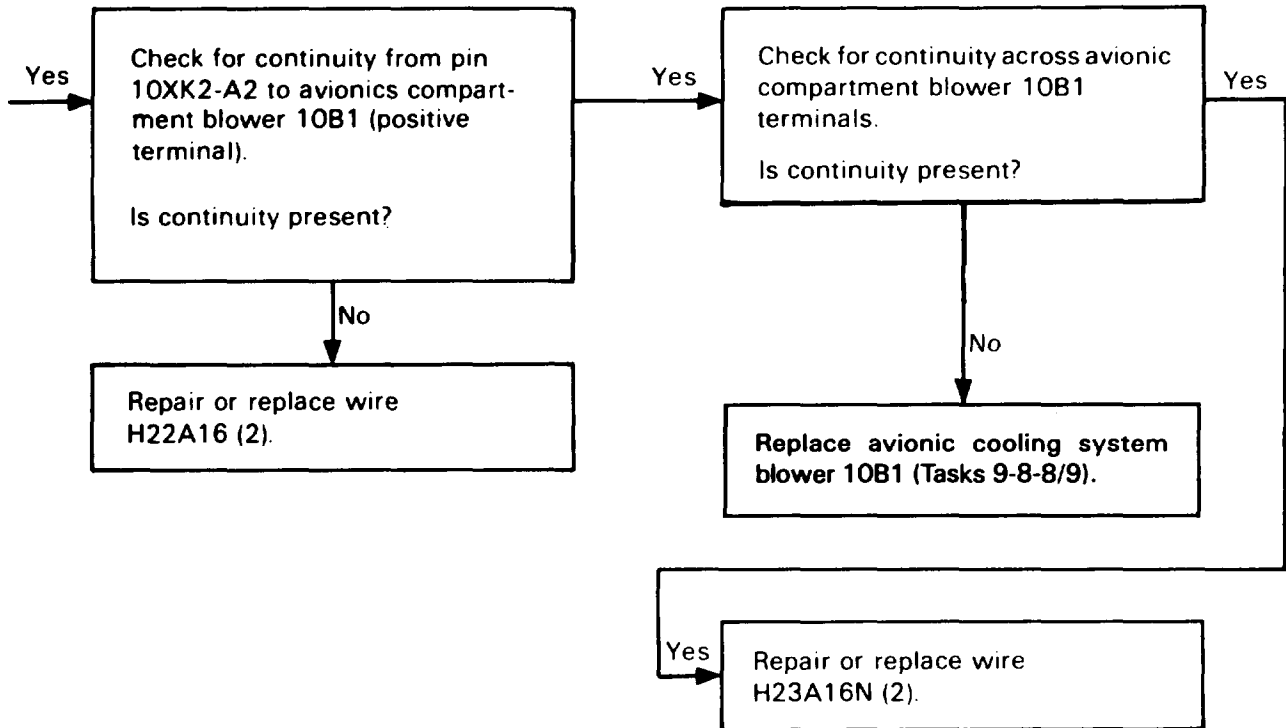 Yes
Check for continuity from pin
10XK2-A2 to avionics compart-
ment blower 10B1 (positive
terminal).
Is continuity present?
Yes
Check for continuity across avionic
compartment blower 10B1
terminals.
Is continuity present?
Yes
No
Repair or replace wire
H22A16 (2).
No
Replace avionic cooling system
blower 10B1 (Tasks 9-8-8/9).
Yes
Repair or replace wire
H23A16N (2).